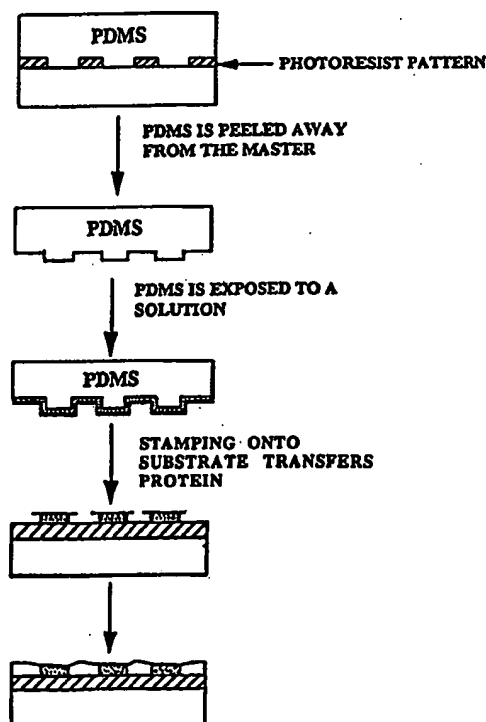 PDMS
PHOTORESIST PATTERN
PDMS IS PEELED AWAY
FROM THE MASTER
PDMS
PDMS IS EXPOSED TO A
SOLUTION
PDMS
STAMPING ONTO
SUBSTRATE TRANSFERS
PROTEIN